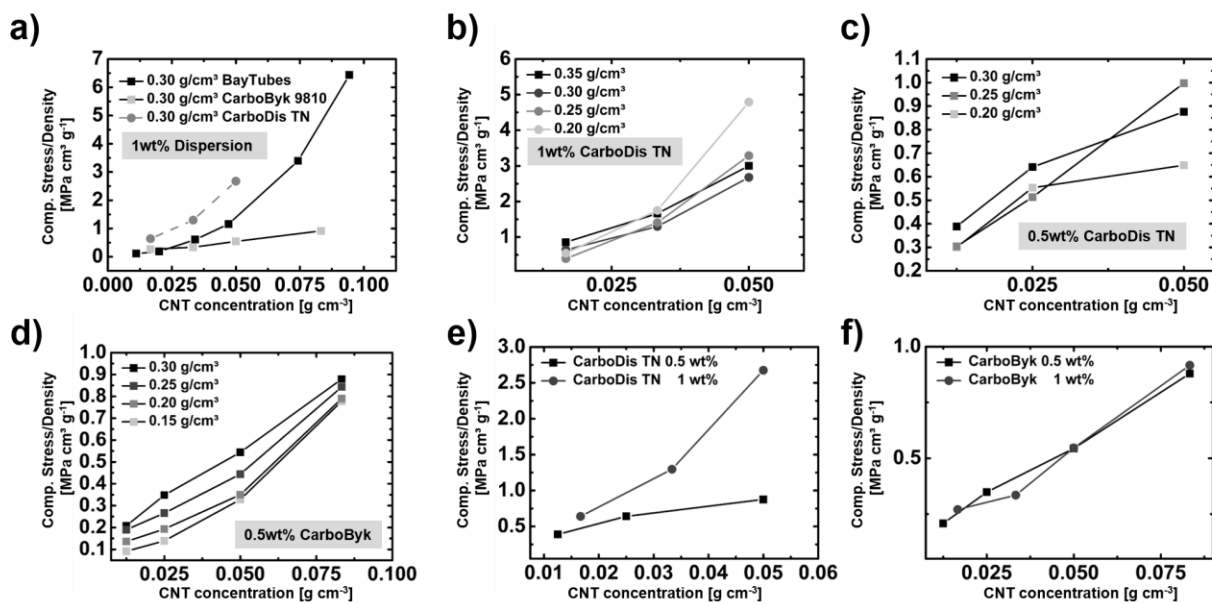 a)
Comp. Stress/Density
[MPa cm³ g⁻¹]
7
6
5
4
3
2
1
0
0.30 g/cm³ BayTubes
0.30 g/cm³ CarboByk 9810
0.30 g/cm³ CarboDis TN
1wt% Dispersion
0.000 0.025 0.050 0.075 0.100
CNT concentration [g cm⁻³]
b)
Comp. Stress/Density
[MPa cm³ g⁻¹]
6
5
4
3
2
1
0.35 g/cm³
0.30 g/cm³
0.25 g/cm³
0.20 g/cm³
1wt% CarboDis TN
0.025 0.050
CNT concentration [g cm⁻³]
c)
Comp. Stress/Density
[MPa cm³ g⁻¹]
1.1
1.0
0.9
0.8
0.7
0.6
0.5
0.4
0.3
0.2
0.30 g/cm³
0.25 g/cm³
0.20 g/cm³
0.5wt% CarboDis TN
0.025 0.050
CNT concentration [g cm⁻³]
d)
Comp. Stress/Density
[MPa cm³ g⁻¹]
1.0
0.9
0.8
0.7
0.6
0.5
0.4
0.3
0.2
0.1
0.30 g/cm³
0.25 g/cm³
0.20 g/cm³
0.15 g/cm³
0.5wt% CarboByk
0.025 0.050 0.075 0.100
CNT concentration [g cm⁻³]
e)
Comp. Stress/Density
[MPa cm³ g⁻¹]
3.0
2.5
2.0
1.5
1.0
0.5
CarboDis TN 0.5 wt%
CarboDis TN 1 wt%
0.01 0.02 0.03 0.04 0.05 0.06
CNT concentration [g cm⁻³]
f)
Comp. Stress/Density
[MPa cm³ g⁻¹]
1.0
0.5
CarboByk 0.5 wt%
CarboByk 1 wt%
0.025 0.050 0.075
CNT concentration [g cm⁻³]